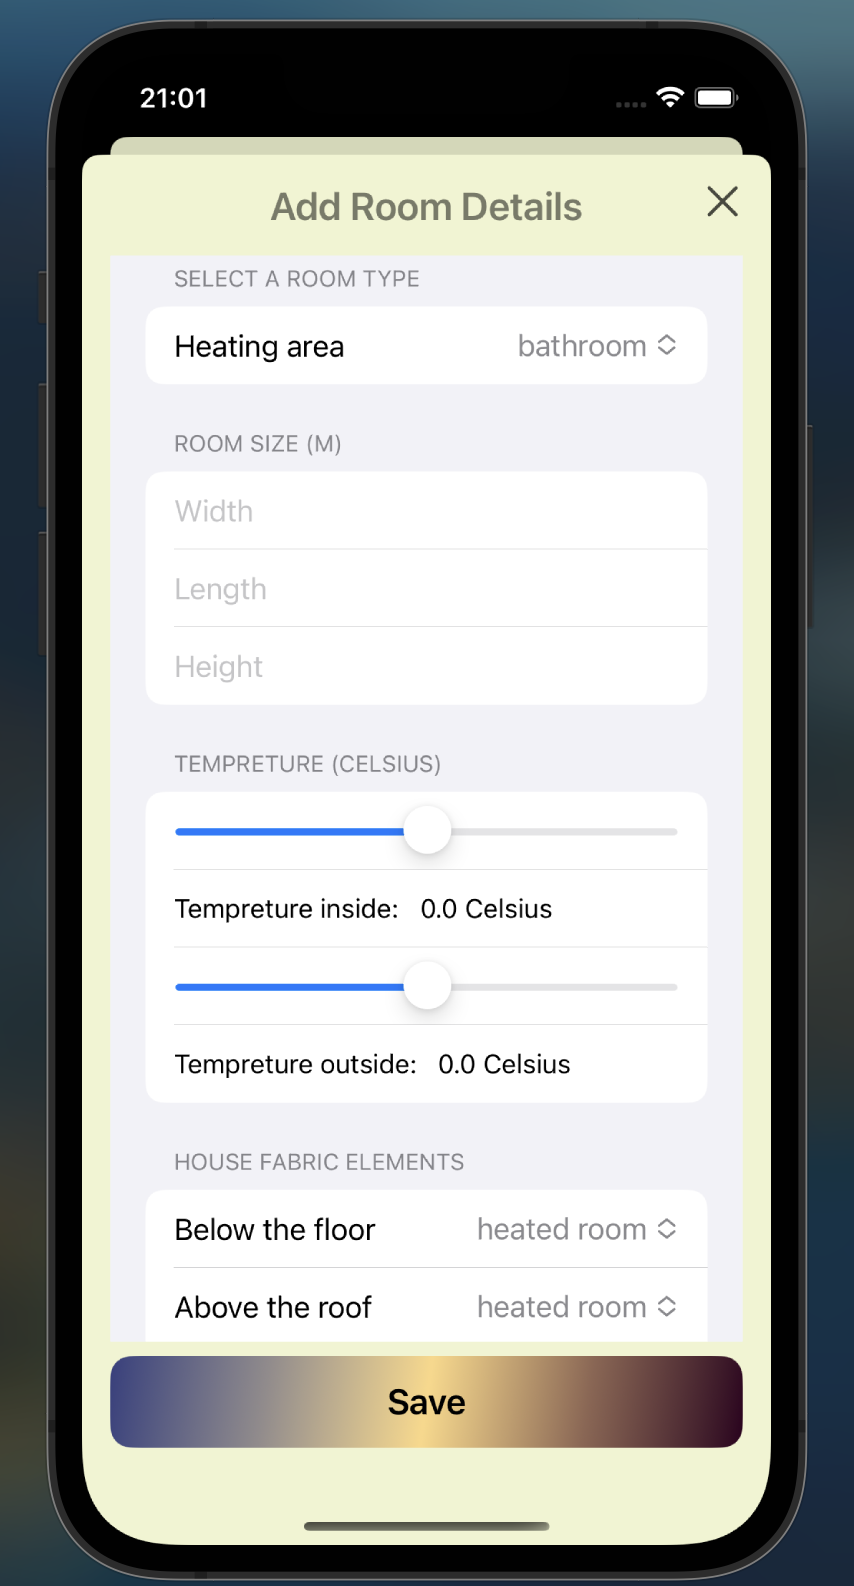 21:01
Add Room Details
SELECT A ROOM TYPE
Heating area bathroom
ROOM SIZE (M)
Width
Length
Height
TEMPRETURE (CELSIUS)
Tempreture inside: 0.0 Celsius
Tempreture outside: 0.0 Celsius
HOUSE FABRIC ELEMENTS
Below the floor heated room
Above the roof heated room
Save